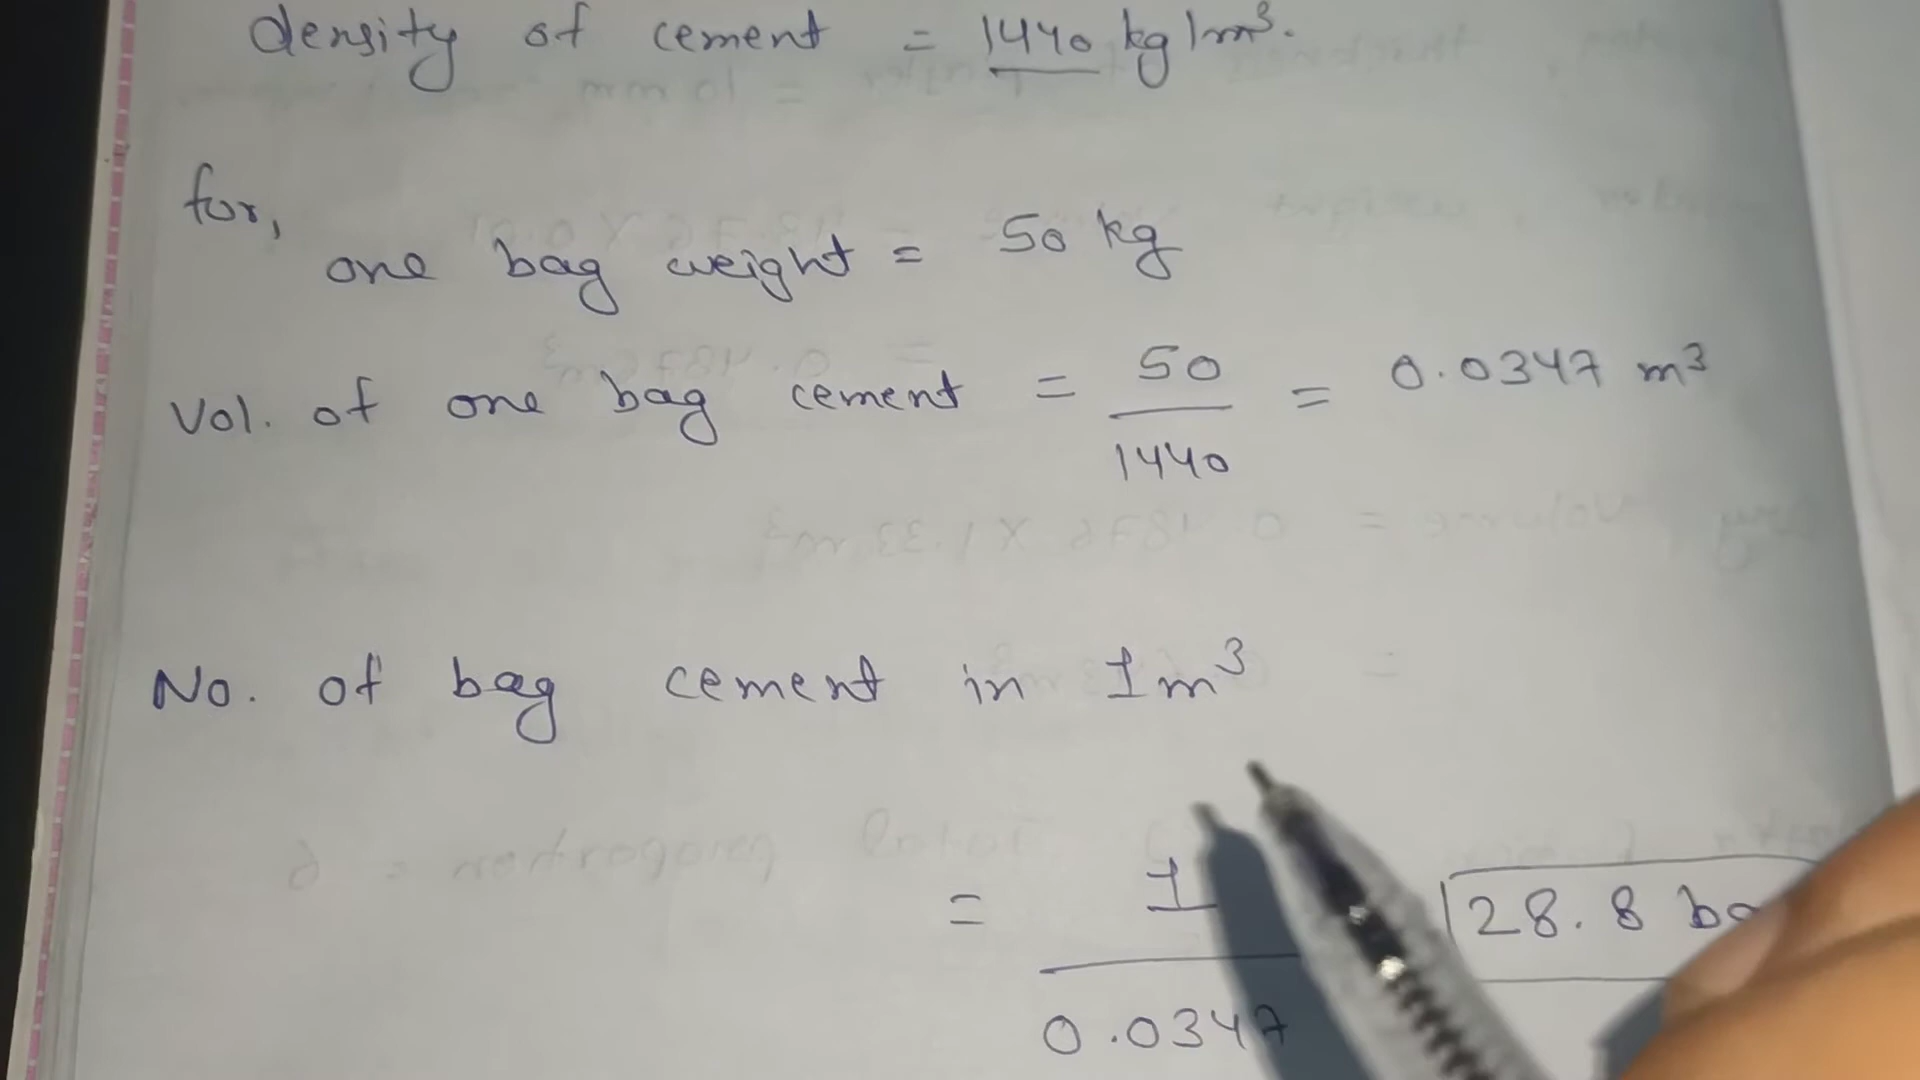 density of cement = 1440 kg/m³.
for,
one bag weight = 50 kg
Vol. of one bag cement = 50/1440 = 0.0347 m³
No. of bag cement in 1m³
= 1/0.0347 28.8